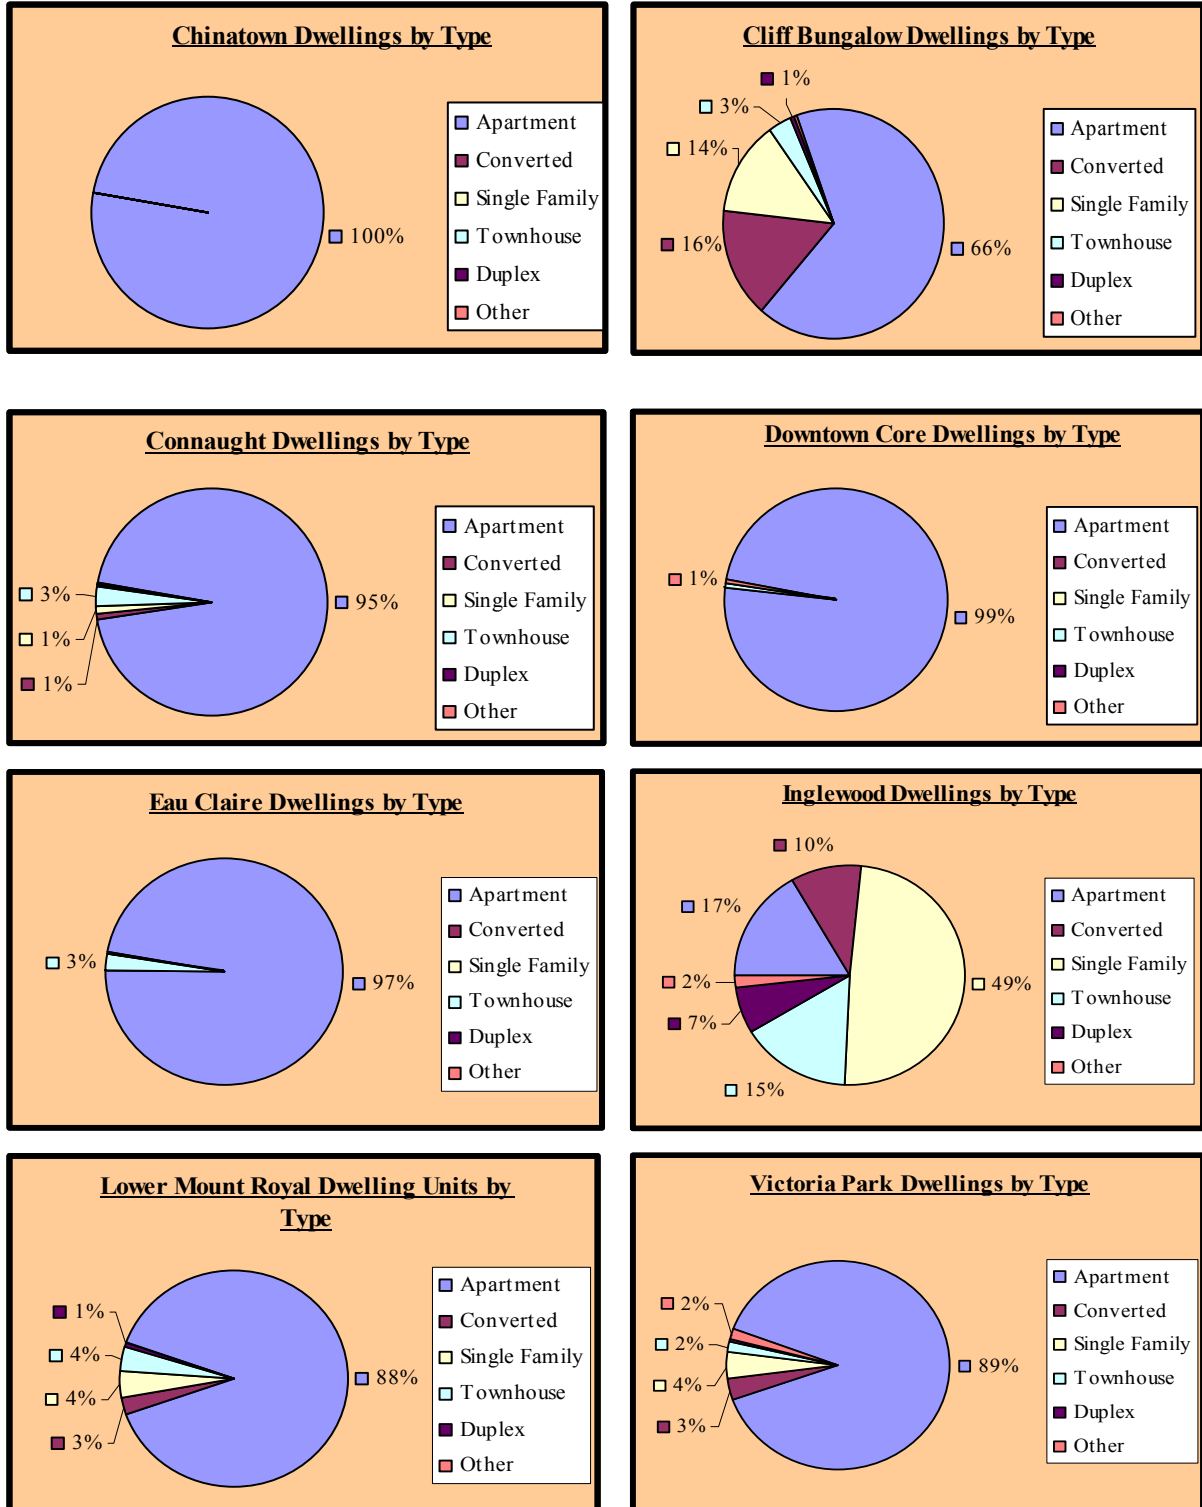 Chinatown Dwellings by Type
100%
Apartment
Converted
Single Family
Townhouse
Duplex
Other
Cliff Bungalow Dwellings by Type
1%
3%
14%
16%
66%
Apartment
Converted
Single Family
Townhouse
Duplex
Other
Connaught Dwellings by Type
3%
1%
1%
95%
Apartment
Converted
Single Family
Townhouse
Duplex
Other
Downtown Core Dwellings by Type
1%
99%
Apartment
Converted
Single Family
Townhouse
Duplex
Other
Eau Claire Dwellings by Type
3%
97%
Apartment
Converted
Single Family
Townhouse
Duplex
Other
Inglewood Dwellings by Type
10%
17%
2%
7%
15%
49%
Apartment
Converted
Single Family
Townhouse
Duplex
Other
Lower Mount Royal Dwelling Units by
Type
1%
4%
4%
3%
88%
Apartment
Converted
Single Family
Townhouse
Duplex
Other
Victoria Park Dwellings by Type
2%
2%
4%
3%
89%
Apartment
Converted
Single Family
Townhouse
Duplex
Other